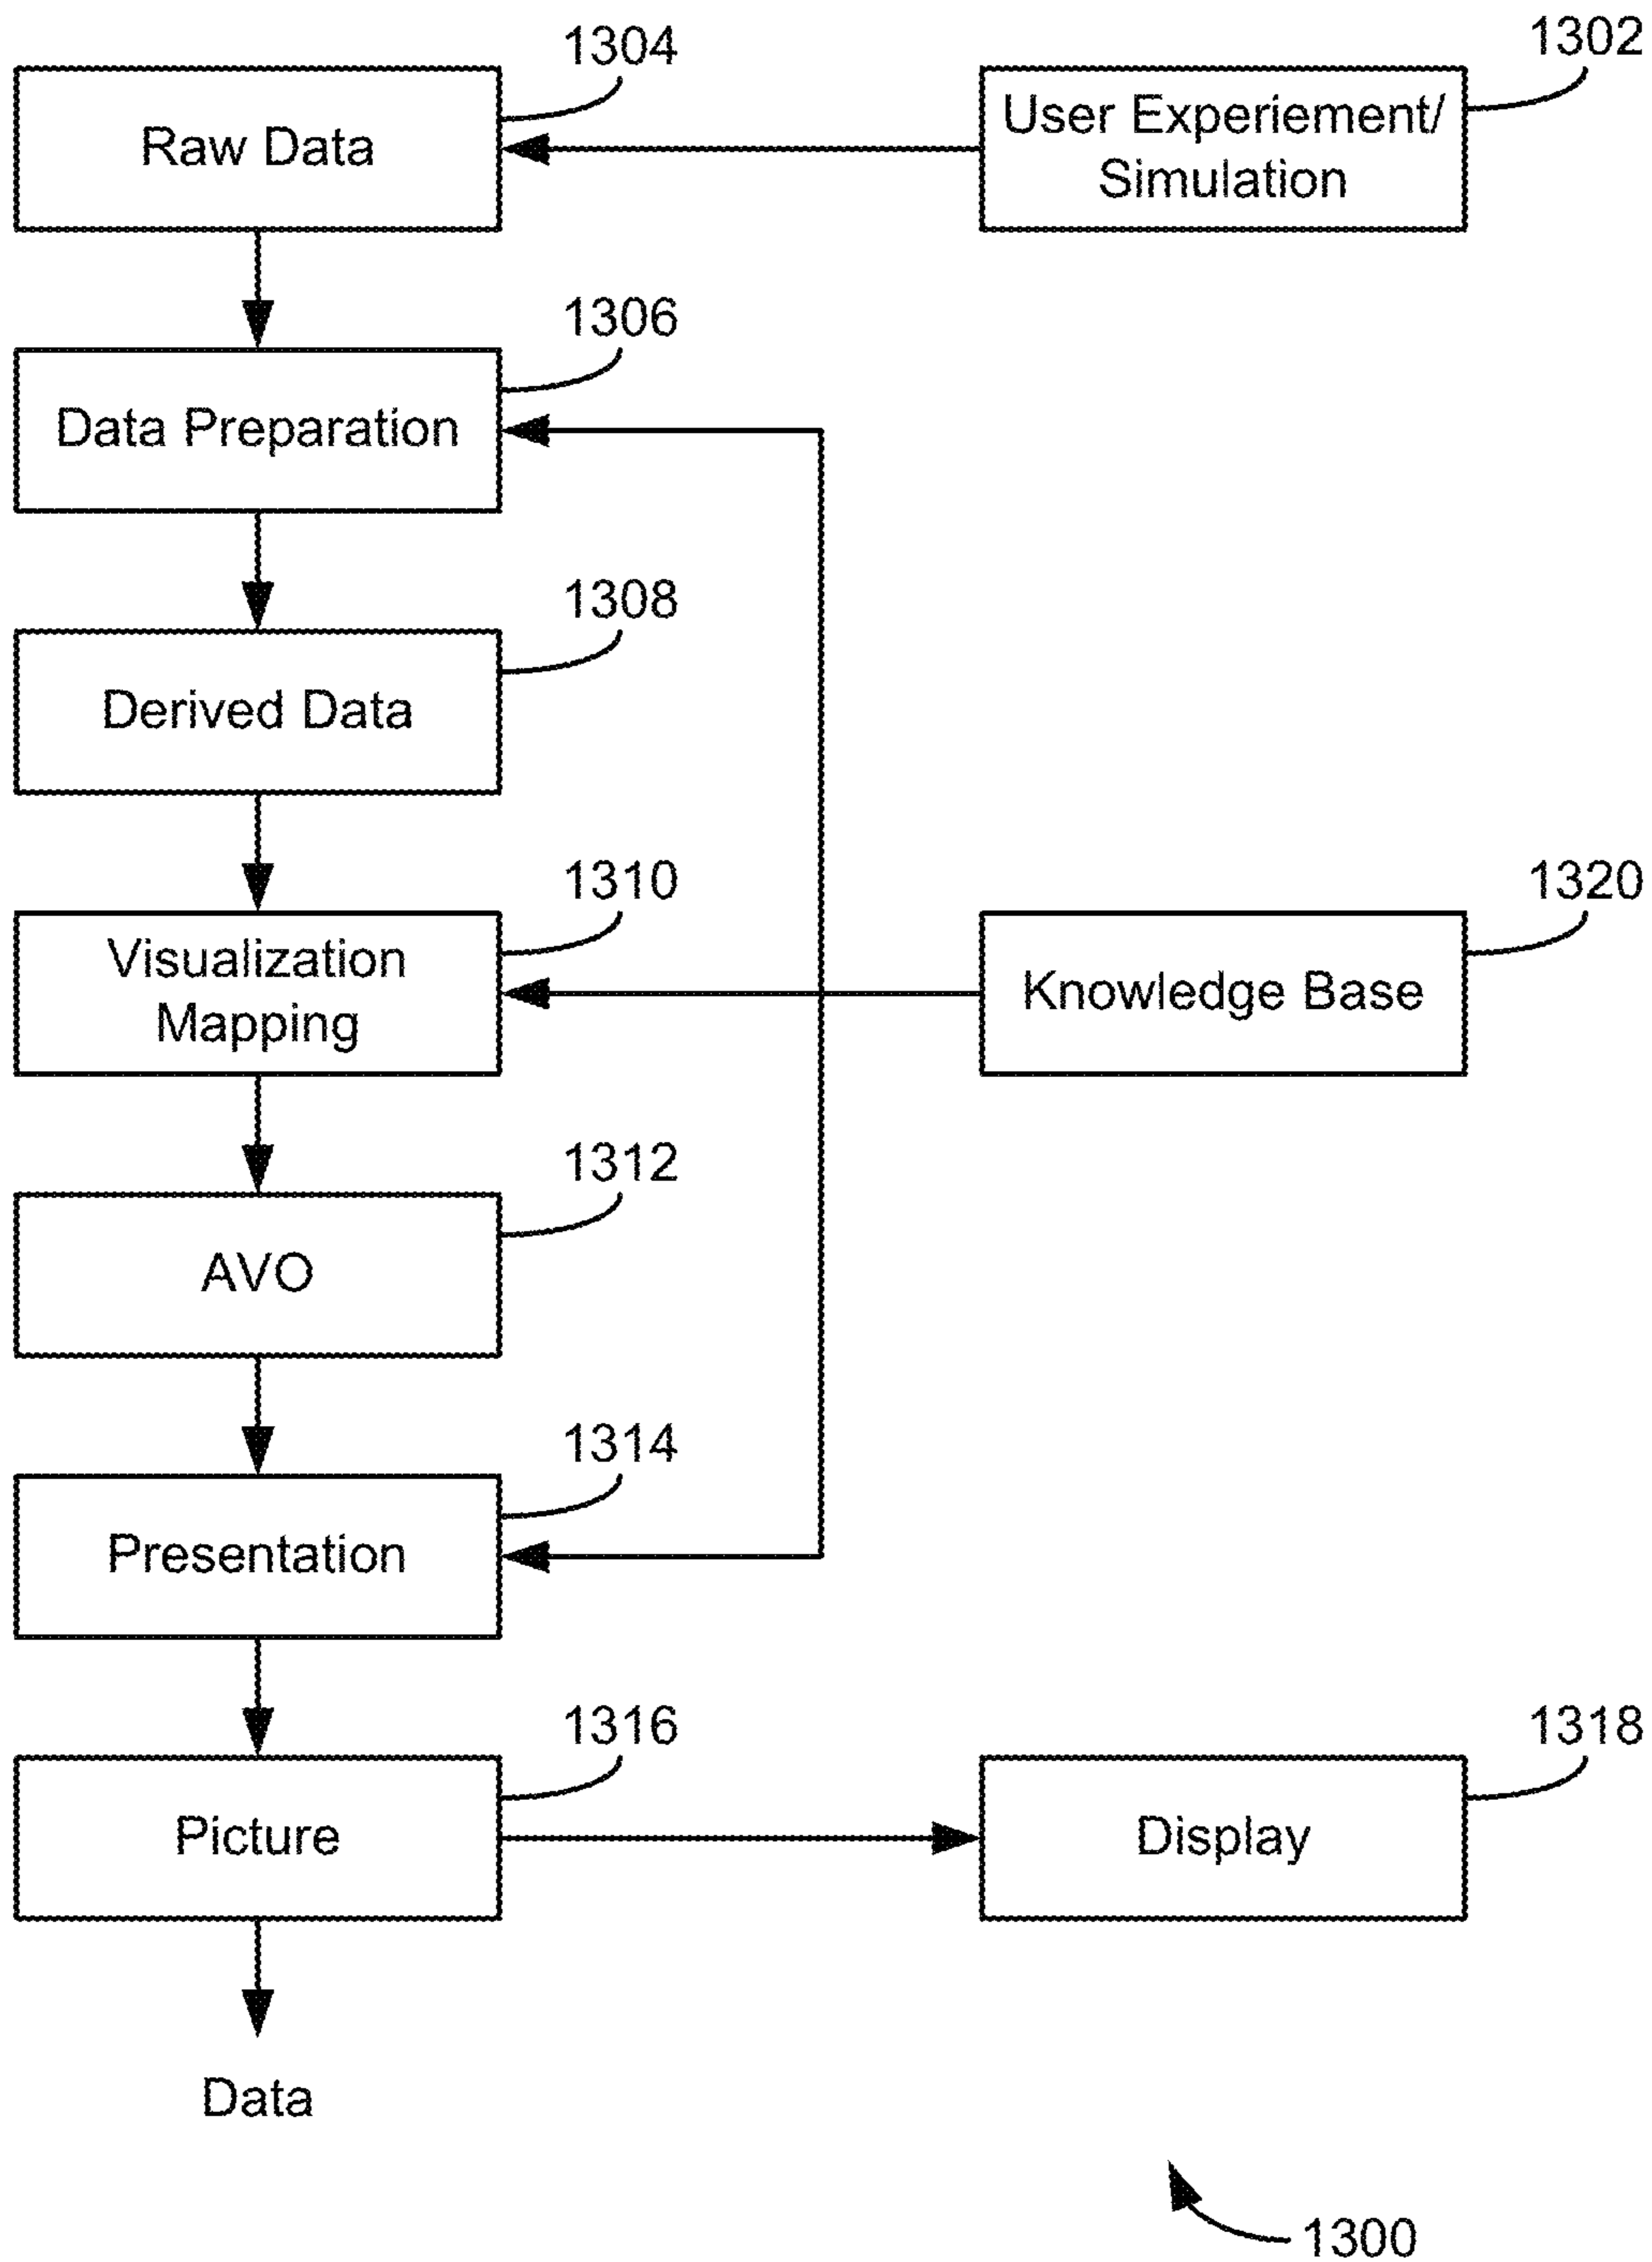 1304
1302
Raw Data
User Experiement/
Simulation
1306
Data Preparation
1308
Derived Data
1310
1320
Visualization
Mapping
Knowledge Base
1312
AVO
1314
Presentation
1316
1318
Picture
Display
Data
1300